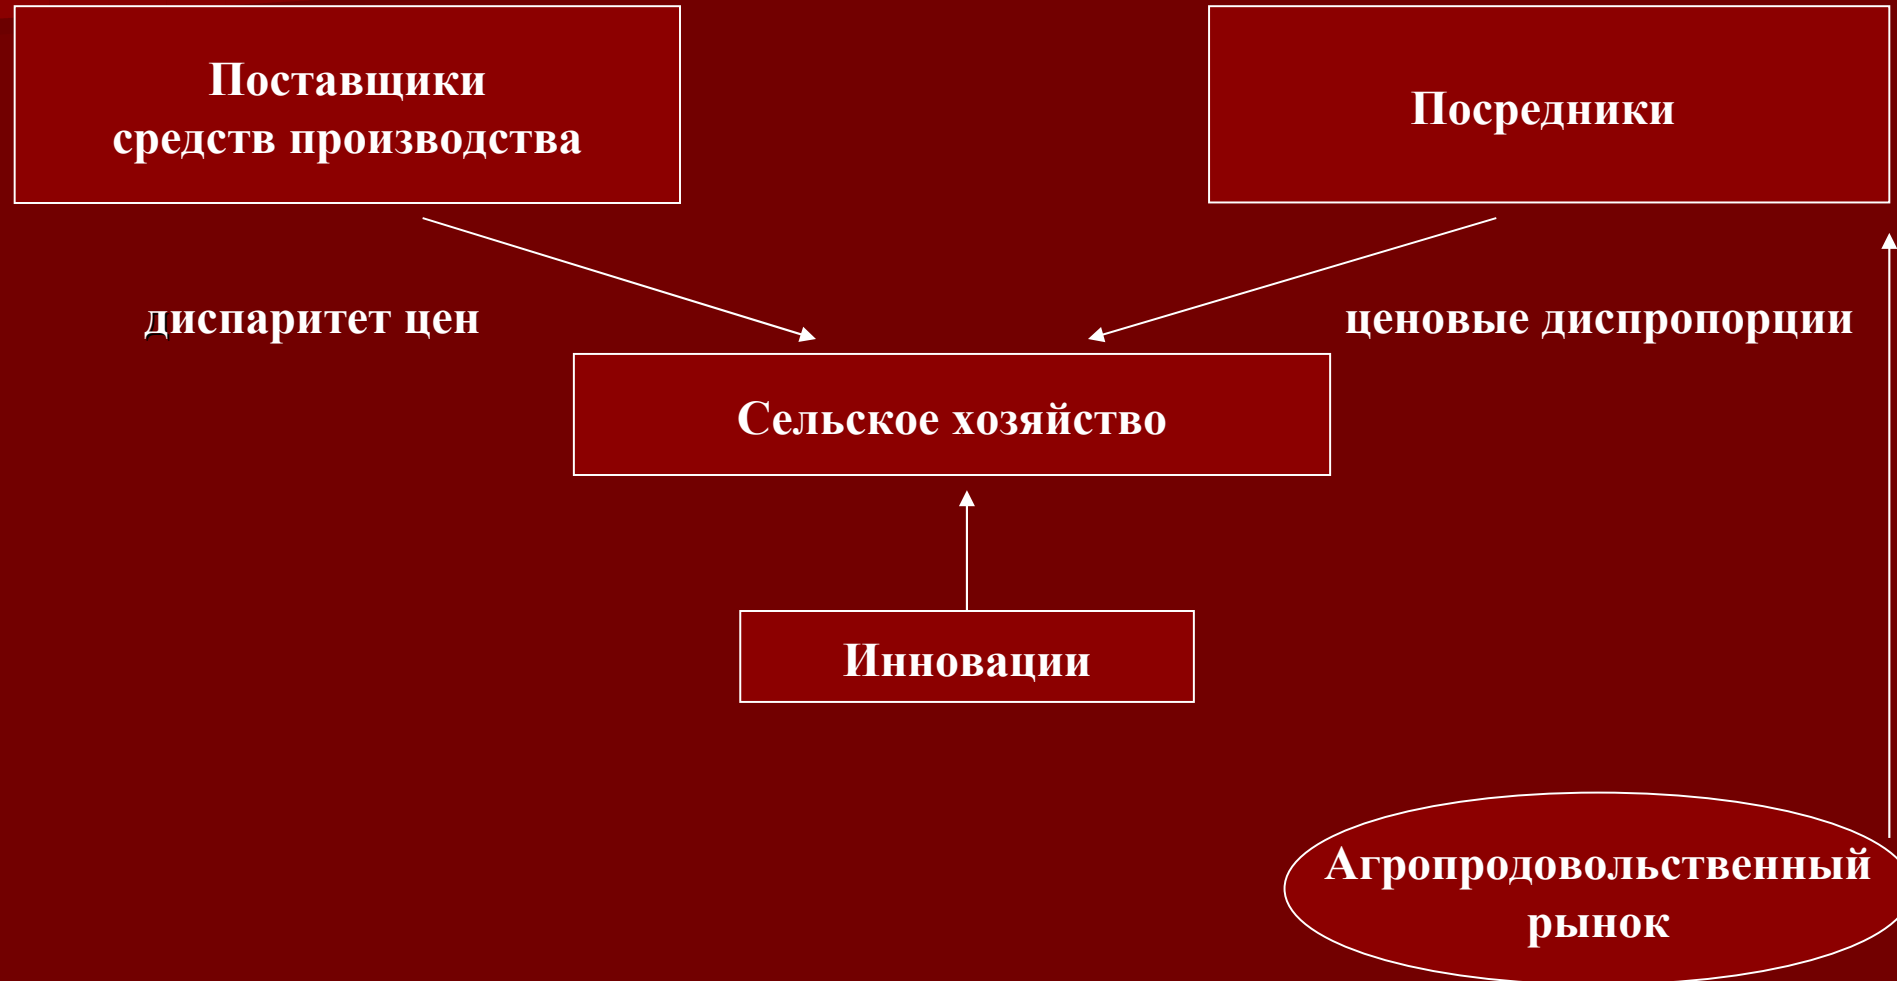 Поставщики
средств производства
Посредники
диспаритет цен
ценовые диспропорции
Сельское хозяйство
Инновации
Агропродовольственный
рынок